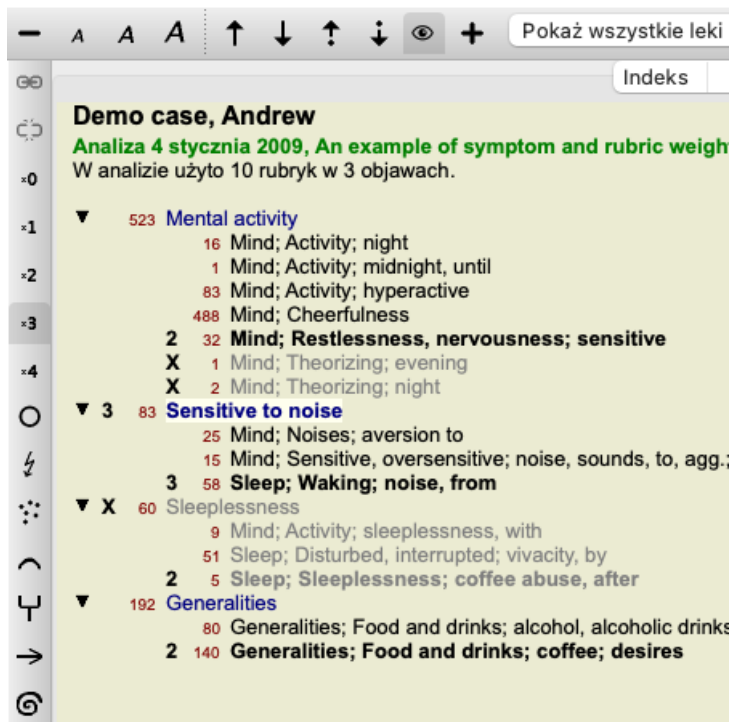 A A A Pokaż wszystkie leki
Indeks
Demo case, Andrew
Analiza 4 stycznia 2009, An example of symptom and rubric weigh
W analizie użyto 10 rubryk w 3 objawach.
523 Mental activity
16 Mind; Activity; night
1 Mind; Activity; midnight, until
83 Mind; Activity; hyperactive
488 Mind; Cheerfulness
2 32 Mind; Restlessness, nervousness; sensitive
X 1 Mind; Theorizing; evening
X 2 Mind; Theorizing; night
3 83 Sensitive to noise
25 Mind; Noises; aversion to
15 Mind; Sensitive, oversensitive; noise, sounds, to, agg.;
3 58 Sleep; Waking; noise, from
X 60 Sleeplessness
9 Mind; Activity; sleeplessness, with
51 Sleep; Disturbed, interrupted; vivacity, by
2 5 Sleep; Sleeplessness; coffee abuse, after
192 Generalities
80 Generalities; Food and drinks; alcohol, alcoholic drinks
2 140 Generalities; Food and drinks; coffee; desires
×0
×1
×2
×3
×4